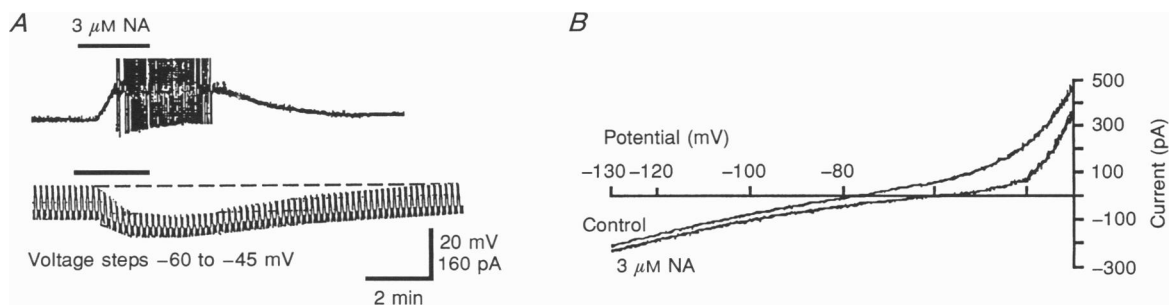 A
3 μM NA
Voltage steps −60 to −45 mV
20 mV
160 pA
2 min
B
Potential (mV)
−130 −120 −100 −80
500
300
100
−100
−300
Current (pA)
Control
3 μM NA